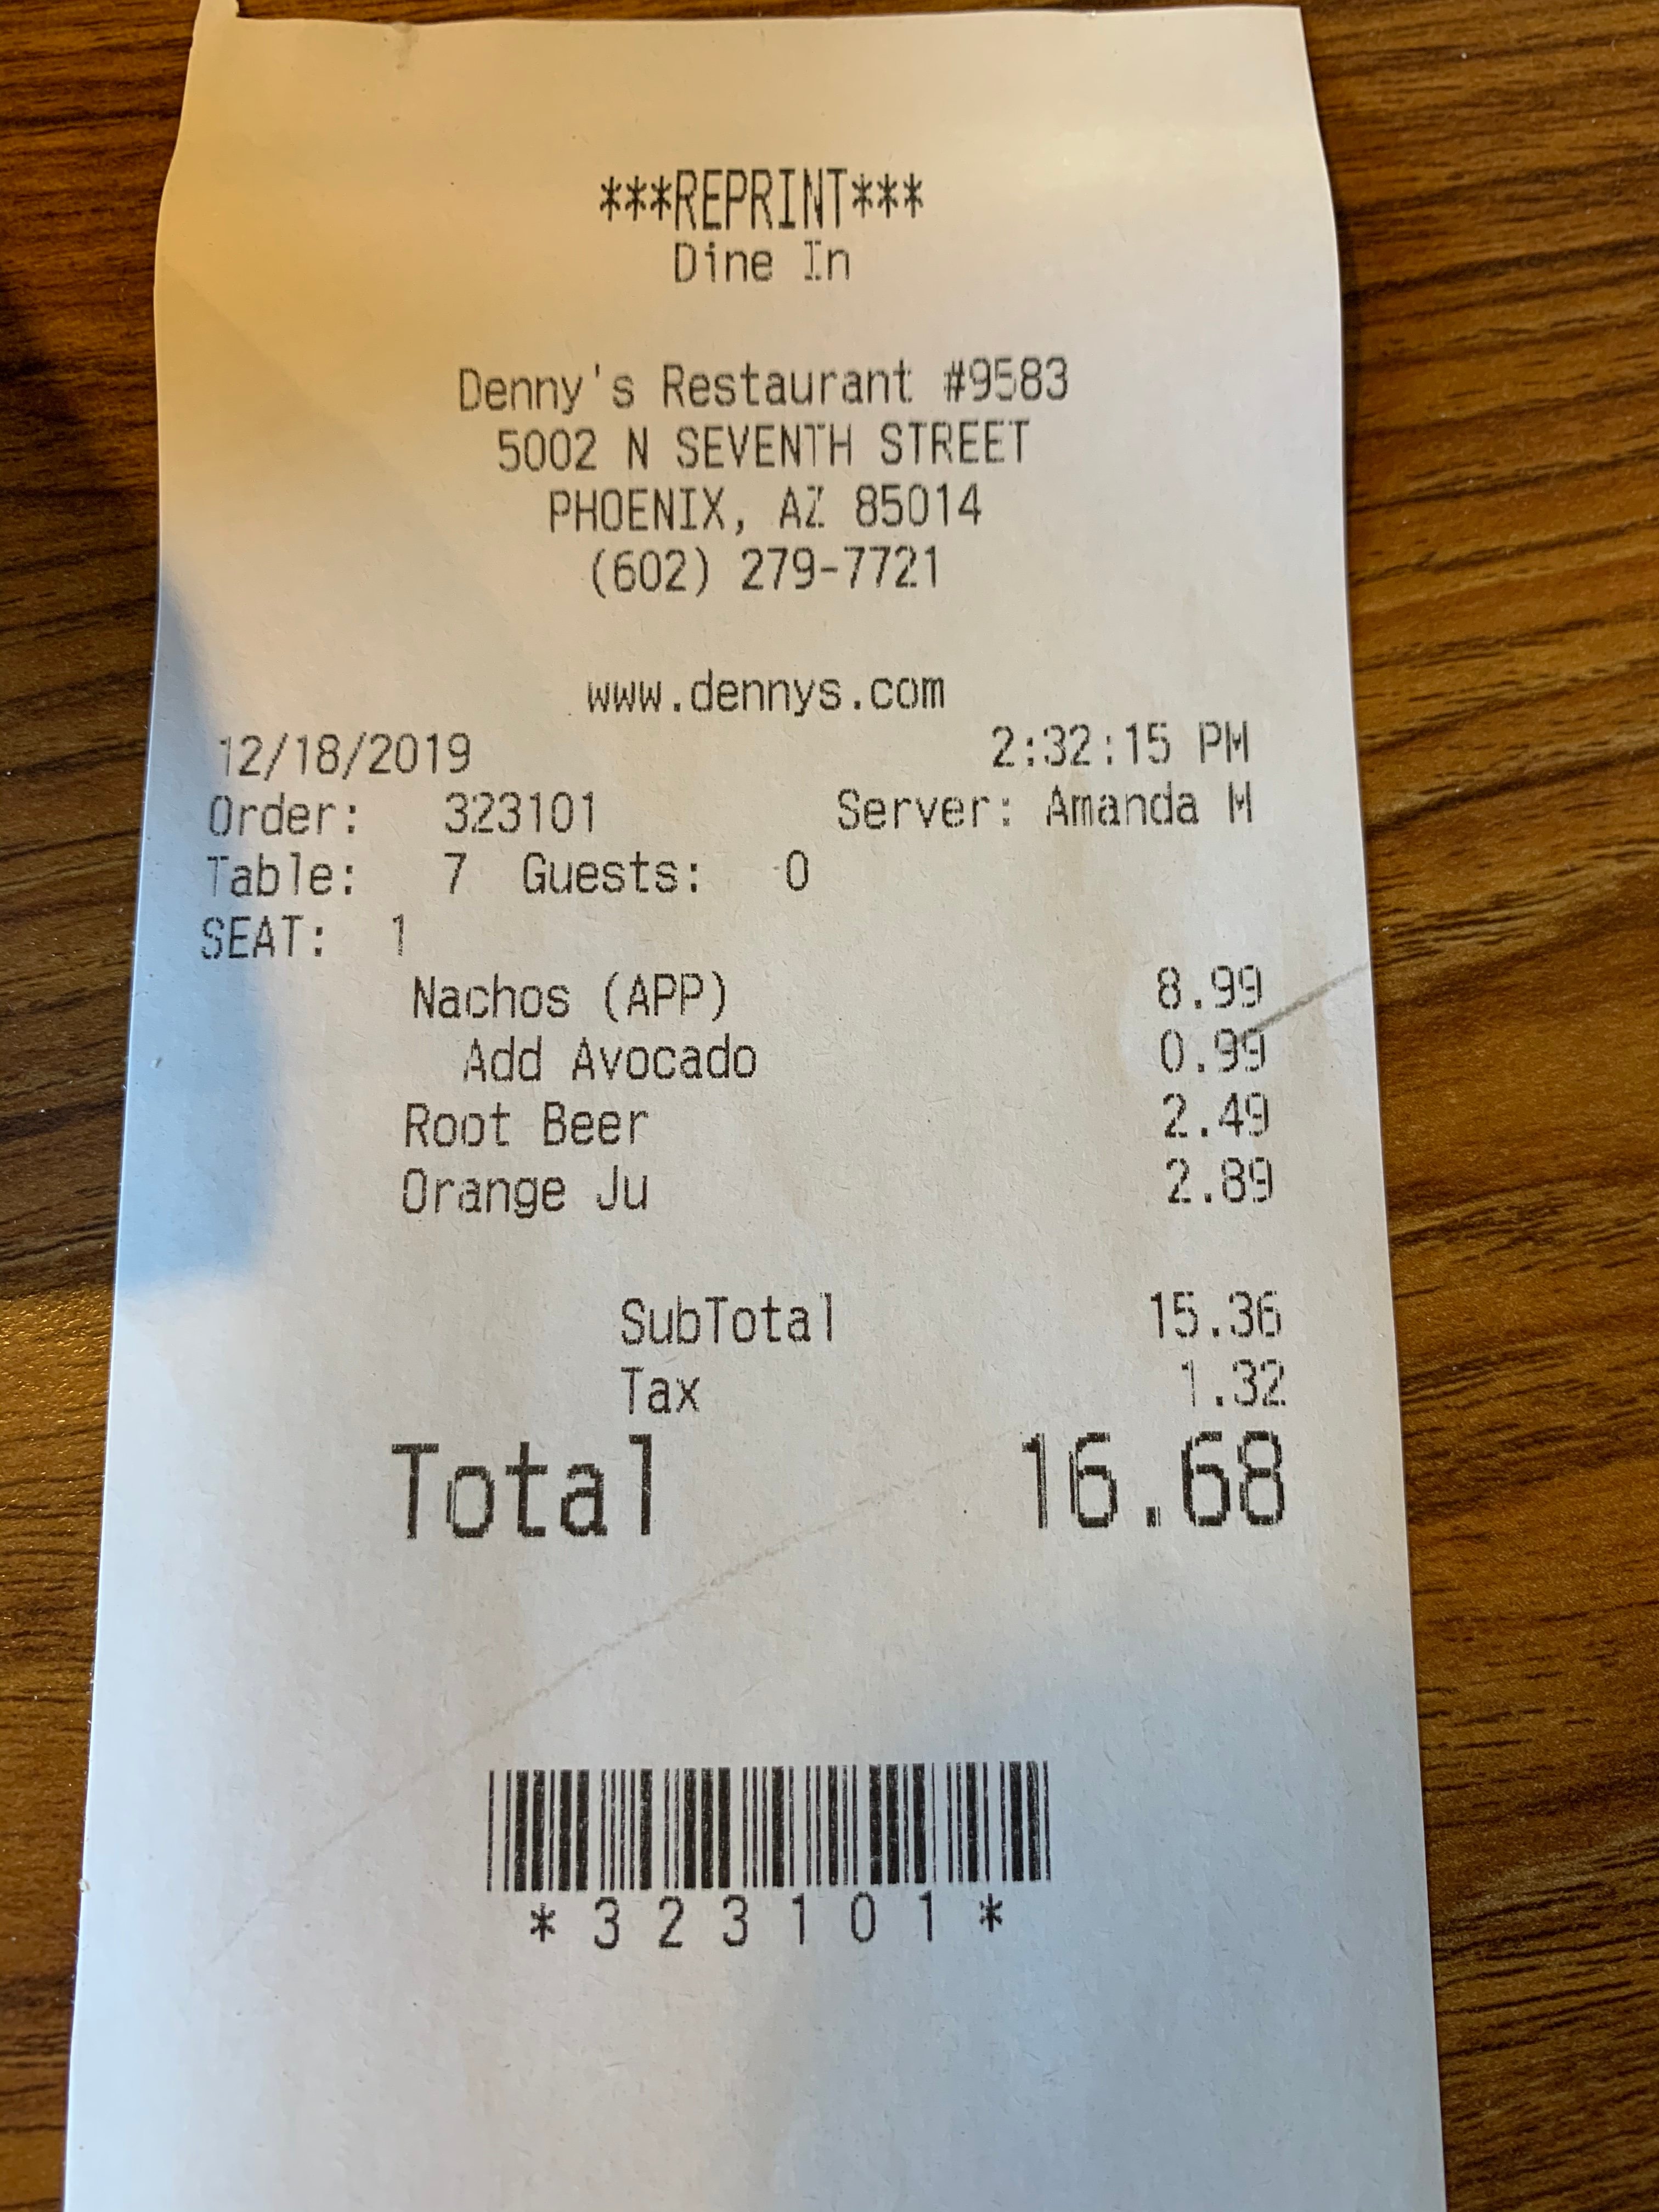 ***REPRINT***
Dine In
Denny's Restaurant #9583
5002 N SEVENTH STREET
PHOENIX, AZ 85014
(602) 279-7721
www.dennys.com
12/18/2019 2:32:15 PM
Order: 323101 Server: Amanda M
Table: 7 Guests: 0
SEAT: 1
Nachos (APP) 8.99
Add Avocado 0.99
Root Beer 2.49
Orange Ju 2.89
SubTotal 15.36
Tax 1.32
Total 16.68
*323101*